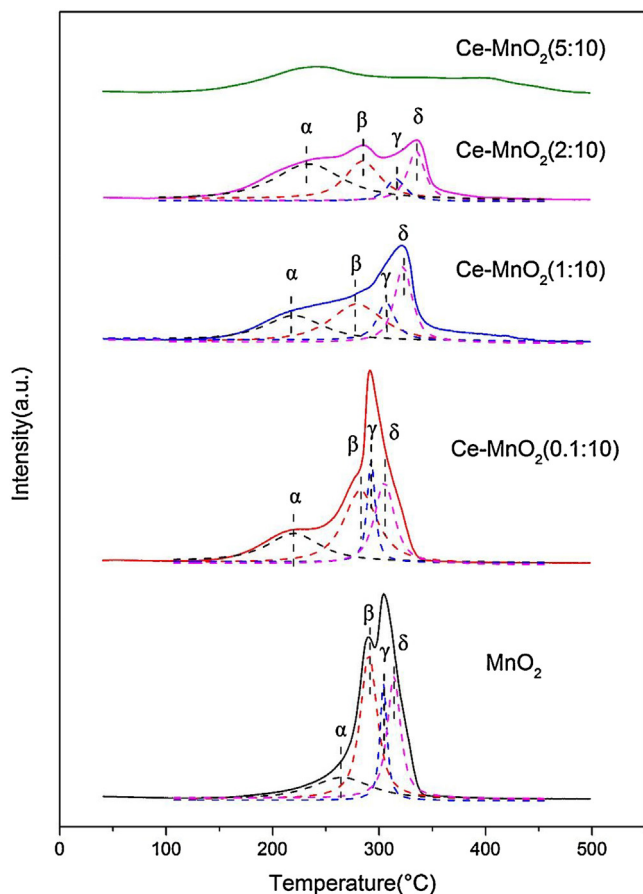 Ce-MnO₂(5:10)
α β γ δ
Ce-MnO₂(2:10)
α β γ δ
Ce-MnO₂(1:10)
α β γ δ
Ce-MnO₂(0.1:10)
α β γ δ
MnO₂
Intensity(a.u.)
0 100 200 300 400 500
Temperature(°C)